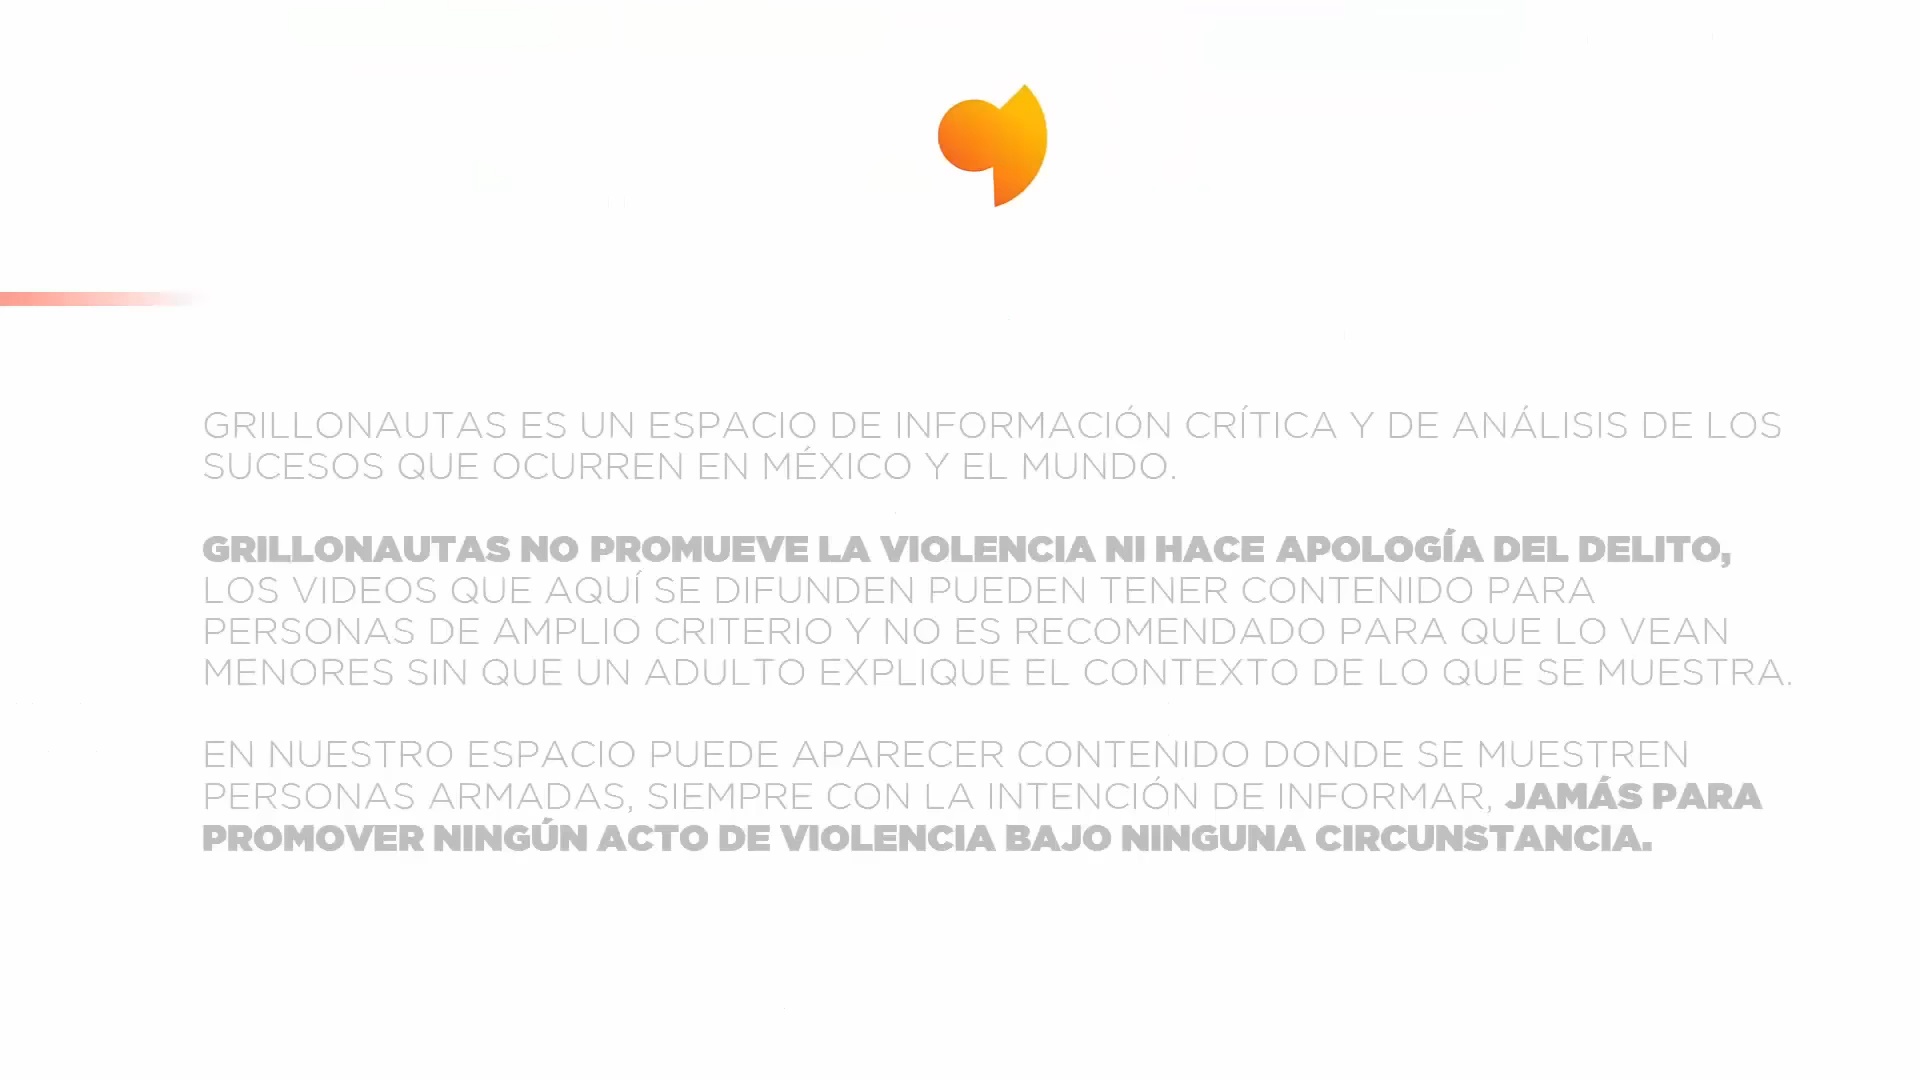 GRILLONAUTAS ES UN ESPACIO DE INFORMACIÓN CRÍTICA Y DE ANÁLISIS DE LOS
SUCESOS QUE OCURREN EN MÉXICO Y EL MUNDO.
GRILLONAUTAS NO PROMUEVE LA VIOLENCIA NI HACE APOLOGÍA DEL DELITO,
LOS VIDEOS QUE AQUÍ SE DIFUNDEN PUEDEN TENER CONTENIDO PARA
PERSONAS DE AMPLIO CRITERIO Y NO ES RECOMENDADO PARA QUE LO VEAN
MENORES SIN QUE UN ADULTO EXPLIQUE EL CONTEXTO DE LO QUE SE MUESTRA.
EN NUESTRO ESPACIO PUEDE APARECER CONTENIDO DONDE SE MUESTREN
PERSONAS ARMADAS, SIEMPRE CON LA INTENCIÓN DE INFORMAR, JAMÁS PARA
PROMOVER NINGÚN ACTO DE VIOLENCIA BAJO NINGUNA CIRCUNSTANCIA.